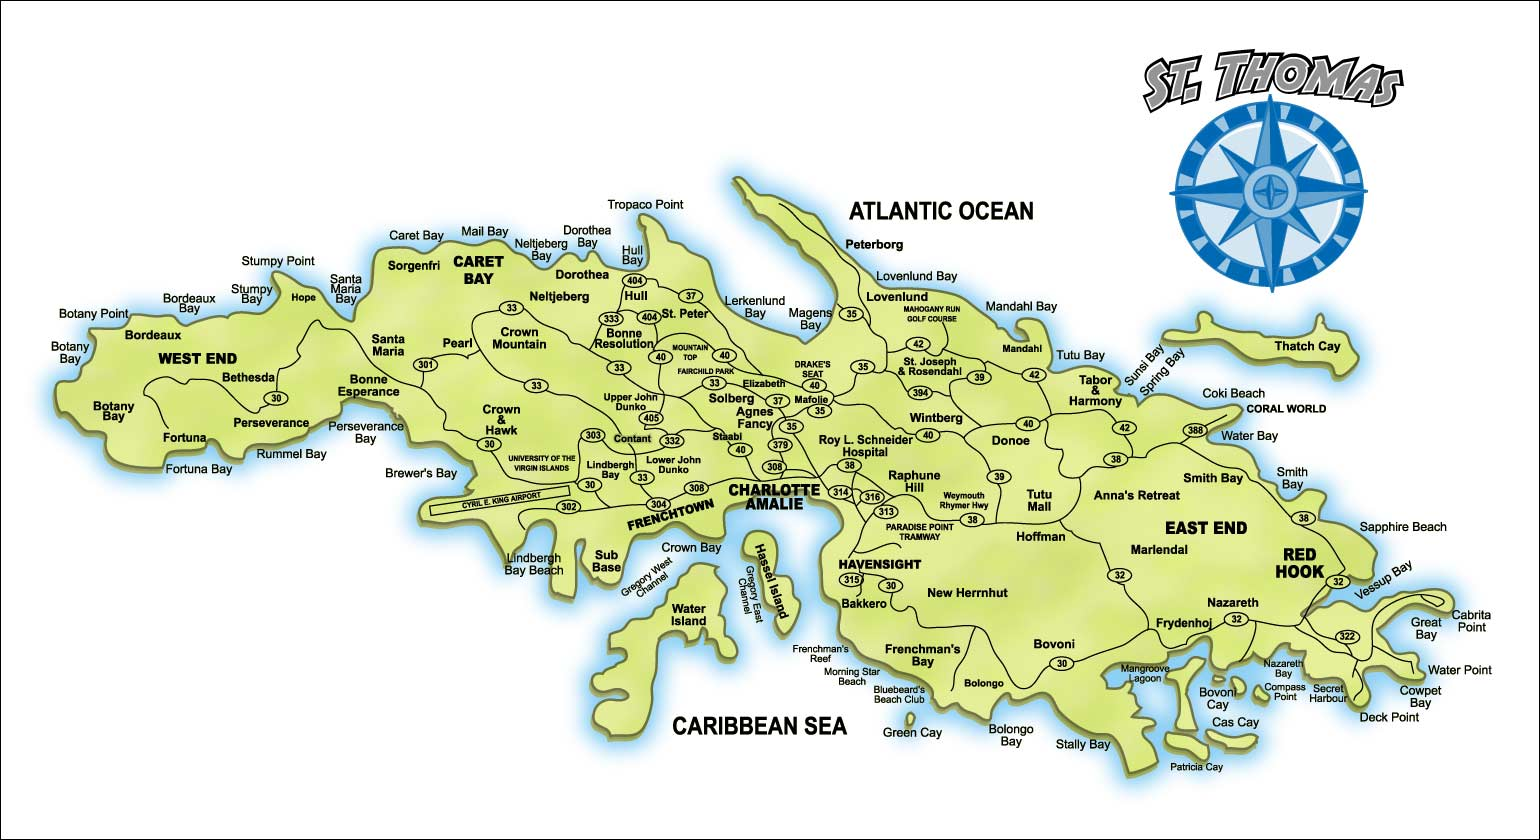 ST. THOMAS
ATLANTIC OCEAN
CARIBBEAN SEA
Tropaco Point
Caret Bay
Mail Bay
Neltjeberg
Bay
Dorothea
Bay
Hull
Bay
Peterborg
Stumpy Point
Stumpy
Bay
Santa
Maria
Bay
Sorgenfri
CARET
BAY
Dorothea
Lovenlund Bay
Lerkenlund
Bay
Magens
Bay
Lovenlund
MAHOGANY RUN
GOLF COURSE
Mandahl Bay
Mandahl
Tutu Bay
Botany Point
Bordeaux
Bay
Hope
Bordeaux
Botany
Bay
WEST END
Bethesda
30
Botany
Bay
Fortuna
Perseverance
Fortuna Bay
Rummel Bay
Perseverance
Bay
Bonne
Esperance
Santa
Maria
301
Pearl
33
Neltjeberg
Crown
Mountain
Hull
404
37
333
404
St. Peter
Bonne
Resolution
MOUNTAIN
TOP
40
40
33
FAIRCHILD PARK
33
33
Elizabeth
DRAKE'S
SEAT
40
35
35
42
St. Joseph
& Rosendahl
39
42
394
Sunsi Bay
Spring Bay
Thatch Cay
Tabor
&
Harmony
Coki Beach
CORAL WORLD
Water Bay
388
42
38
Crown
&
Hawk
30
Upper John
Dunko
405
Solberg
37
Mafolie
35
Agnes
Fancy
35
Wintberg
40
40
Donoe
303
Contant
332
Staabl
40
379
308
Roy L. Schneider
Hospital
38
UNIVERSITY OF THE
VIRGIN ISLANDS
Lindbergh
Bay
Lower John
Dunko
33
30
308
304
302
Brewer's Bay
CYRIL E. KING AIRPORT
FRENCHTOWN
CHARLOTTE
AMALIE
314
316
313
Raphune
Hill
Weymouth
Rhymer Hwy
39
38
PARADISE POINT
TRAMWAY
Tutu
Mall
Hoffman
Anna's Retreat
Smith Bay
Smith
Bay
38
Sapphire Beach
EAST END
Marlendal
RED
HOOK
32
32
Vessup Bay
Lindbergh
Bay Beach
Sub
Base
Crown Bay
Gregory West
Channel
Hassel Island
Gregory East
Channel
Water
Island
HAVENSIGHT
315
30
Bakkero
New Herrnhut
Nazareth
Frydenhoj
32
322
Great
Bay
Cabrita
Point
Water Point
Cowpet
Bay
Deck Point
Secret
Harbour
Nazareth
Bay
Compass
Point
Bovoni
Cay
Cas Cay
Patricia Cay
Mangroove
Lagoon
Bovoni
30
Frenchman's
Bay
Bolongo
Frenchman's
Reef
Morning Star
Beach
Bluebeard's
Beach Club
Green Cay
Bolongo
Bay
Stally Bay